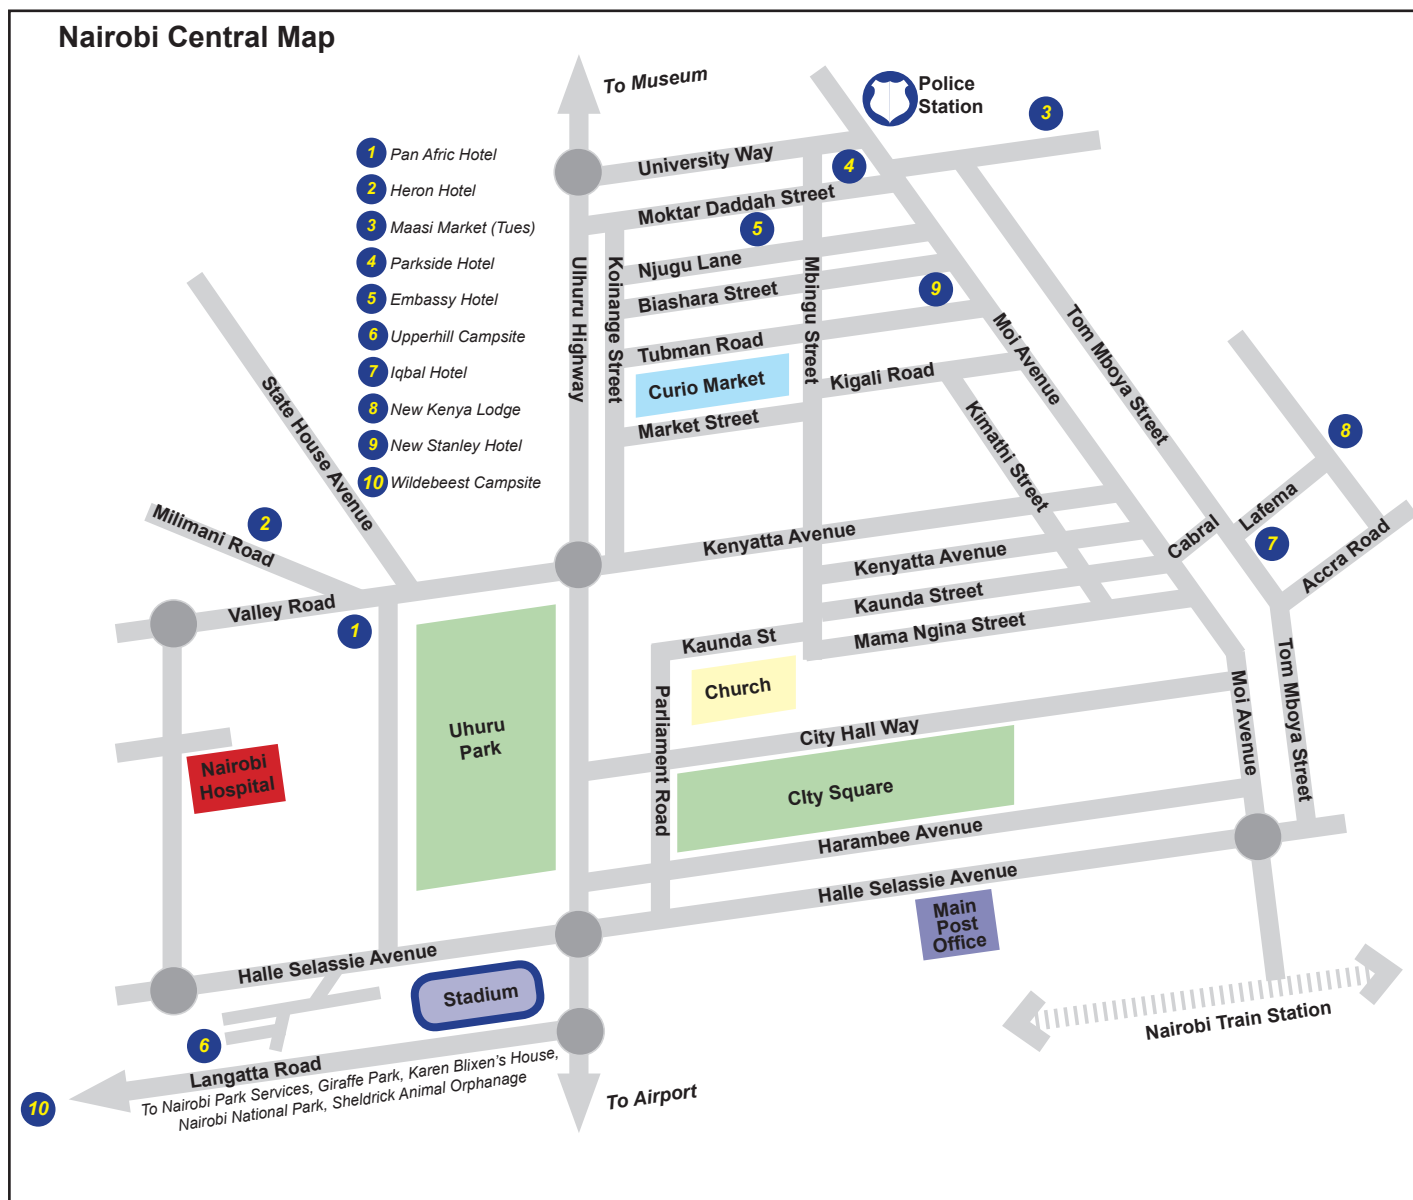 Nairobi Central Map
To Museum
Police
Station
3
1 Pan Afric Hotel
2 Heron Hotel
3 Maasi Market (Tues)
4 Parkside Hotel
5 Embassy Hotel
6 Upperhill Campsite
7 Iqbal Hotel
8 New Kenya Lodge
9 New Stanley Hotel
10 Wildebeest Campsite
University Way
4
Moktar Daddah Street
5
Njugu Lane
Biashara Street
9
Tubman Road
Curio Market
Kigali Road
Market Street
Ulhuru Highway
Koinange Street
Mbingu Street
Moi Avenue
Tom Mboya Street
Kimathi Street
State House Avenue
Milimani Road
2
Valley Road
1
8
Lafema
Cabral
7
Accra Road
Kenyatta Avenue
Kenyatta Avenue
Kaunda Street
Kaunda St
Mama Ngina Street
Church
Parliament Road
Uhuru
Park
City Hall Way
CIty Square
Moi Avenue
Tom Mboya Street
Nairobi
Hospital
Harambee Avenue
Halle Selassie Avenue
Main
Post
Office
Halle Selassie Avenue
Stadium
Nairobi Train Station
6
Langatta Road
10
To Nairobi Park Services, Giraffe Park, Karen Blixen's House,
Nairobi National Park, Sheldrick Animal Orphanage
To Airport